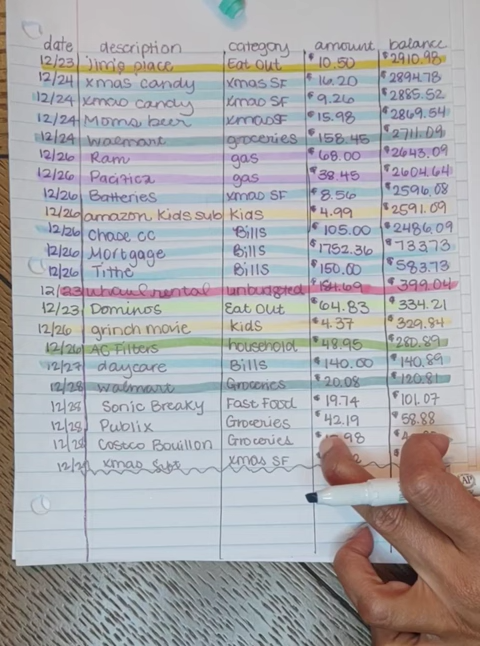 date description category amount balance
12/23 Jim's place Eat Out $10.50 $2910.98
12/24 xmas candy xmas SF $16.20 $2894.78
12/24 xmas candy xmas SF $9.26 $2885.52
12/24 Moms beer xmas SF $15.98 $2869.54
12/24 walmart groceries $158.45 $2711.09
12/26 Ram gas $68.00 $2643.09
12/26 Pacifica gas $38.45 $2604.64
12/26 Batteries xmas SF $8.56 $2596.08
12/26 amazon Kids sub Kids $4.99 $2591.09
12/26 Chase CC Bills $105.00 $2486.09
12/26 Mortgage Bills $1752.36 $733.73
12/26 Tithe Bills $150.00 $583.73
12/23 uhaul rental unbudgeted $184.69 $399.04
12/23 Dominos Eat Out $64.83 $334.21
12/26 grinch movie kids $4.37 $329.84
12/26 AC Filters household $48.95 $280.89
12/27 daycare Bills $140.00 $140.89
12/28 walmart Groceries $20.08 $120.81
12/28 Sonic Breaky Fast Food $19.74 $101.07
12/28 Publix Groceries $42.19 $58.88
12/28 Costco Bouillon Groceries
xmas xmas SF
AP